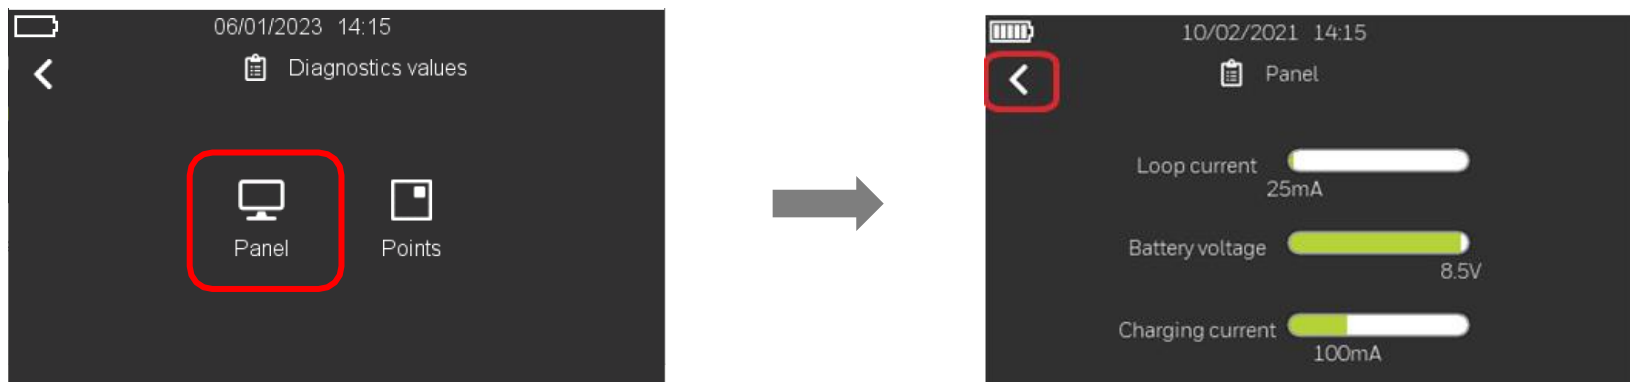 06/01/2023 14:15
Diagnostics values
Panel
Points
10/02/2021 14:15
Panel
Loop current
25mA
Battery voltage
8.5V
Charging current
100mA